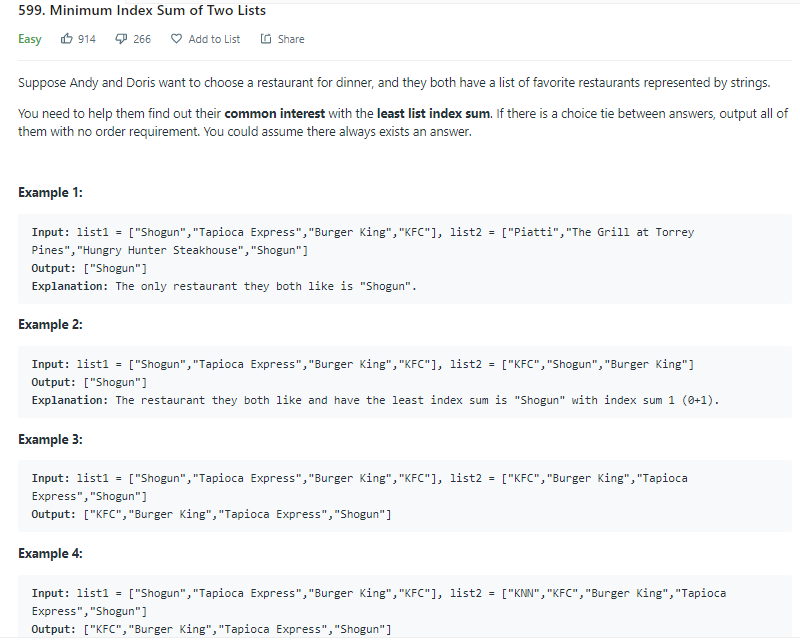 599. Minimum Index Sum of Two Lists
Easy 914 266 Add to List Share
Suppose Andy and Doris want to choose a restaurant for dinner, and they both have a list of favorite restaurants represented by strings.
You need to help them find out their common interest with the least list index sum. If there is a choice tie between answers, output all of
them with no order requirement. You could assume there always exists an answer.
Example 1:
Input: list1 = ["Shogun","Tapioca Express","Burger King","KFC"], list2 = ["Piatti","The Grill at Torrey
Pines","Hungry Hunter Steakhouse","Shogun"]
Output: ["Shogun"]
Explanation: The only restaurant they both like is "Shogun".
Example 2:
Input: list1 = ["Shogun","Tapioca Express","Burger King","KFC"], list2 = ["KFC","Shogun","Burger King"]
Output: ["Shogun"]
Explanation: The restaurant they both like and have the least index sum is "Shogun" with index sum 1 (0+1).
Example 3:
Input: list1 = ["Shogun","Tapioca Express","Burger King","KFC"], list2 = ["KFC","Burger King","Tapioca
Express","Shogun"]
Output: ["KFC","Burger King","Tapioca Express","Shogun"]
Example 4:
Input: list1 = ["Shogun","Tapioca Express","Burger King","KFC"], list2 = ["KNN","KFC","Burger King","Tapioca
Express","Shogun"]
Output: ["KFC","Burger King","Tapioca Express","Shogun"]